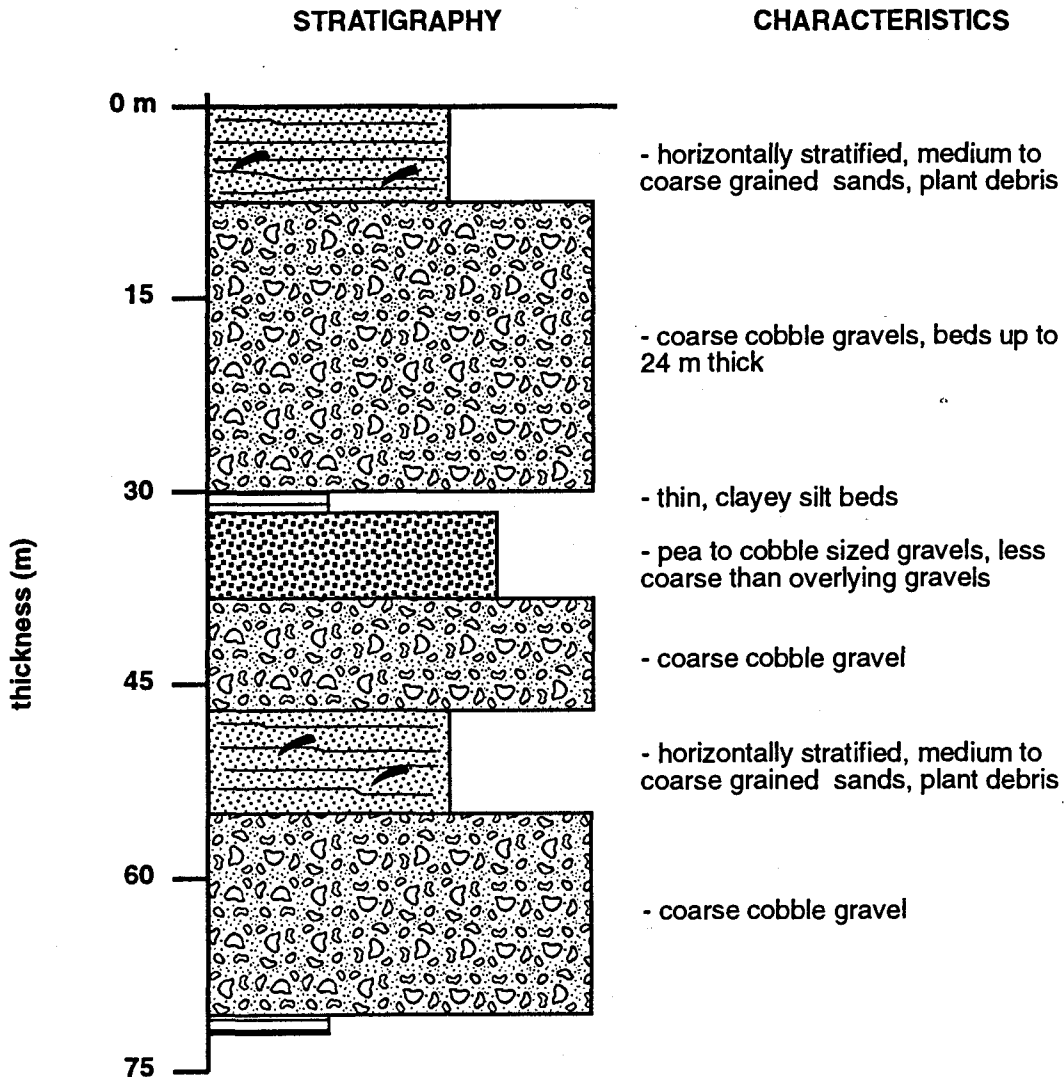 STRATIGRAPHY CHARACTERISTICS
0 m
- horizontally stratified, medium to
coarse grained sands, plant debris
15
- coarse cobble gravels, beds up to
24 m thick
30
- thin, clayey silt beds
- pea to cobble sized gravels, less
coarse than overlying gravels
thickness (m)
- coarse cobble gravel
45
- horizontally stratified, medium to
coarse grained sands, plant debris
60
- coarse cobble gravel
75